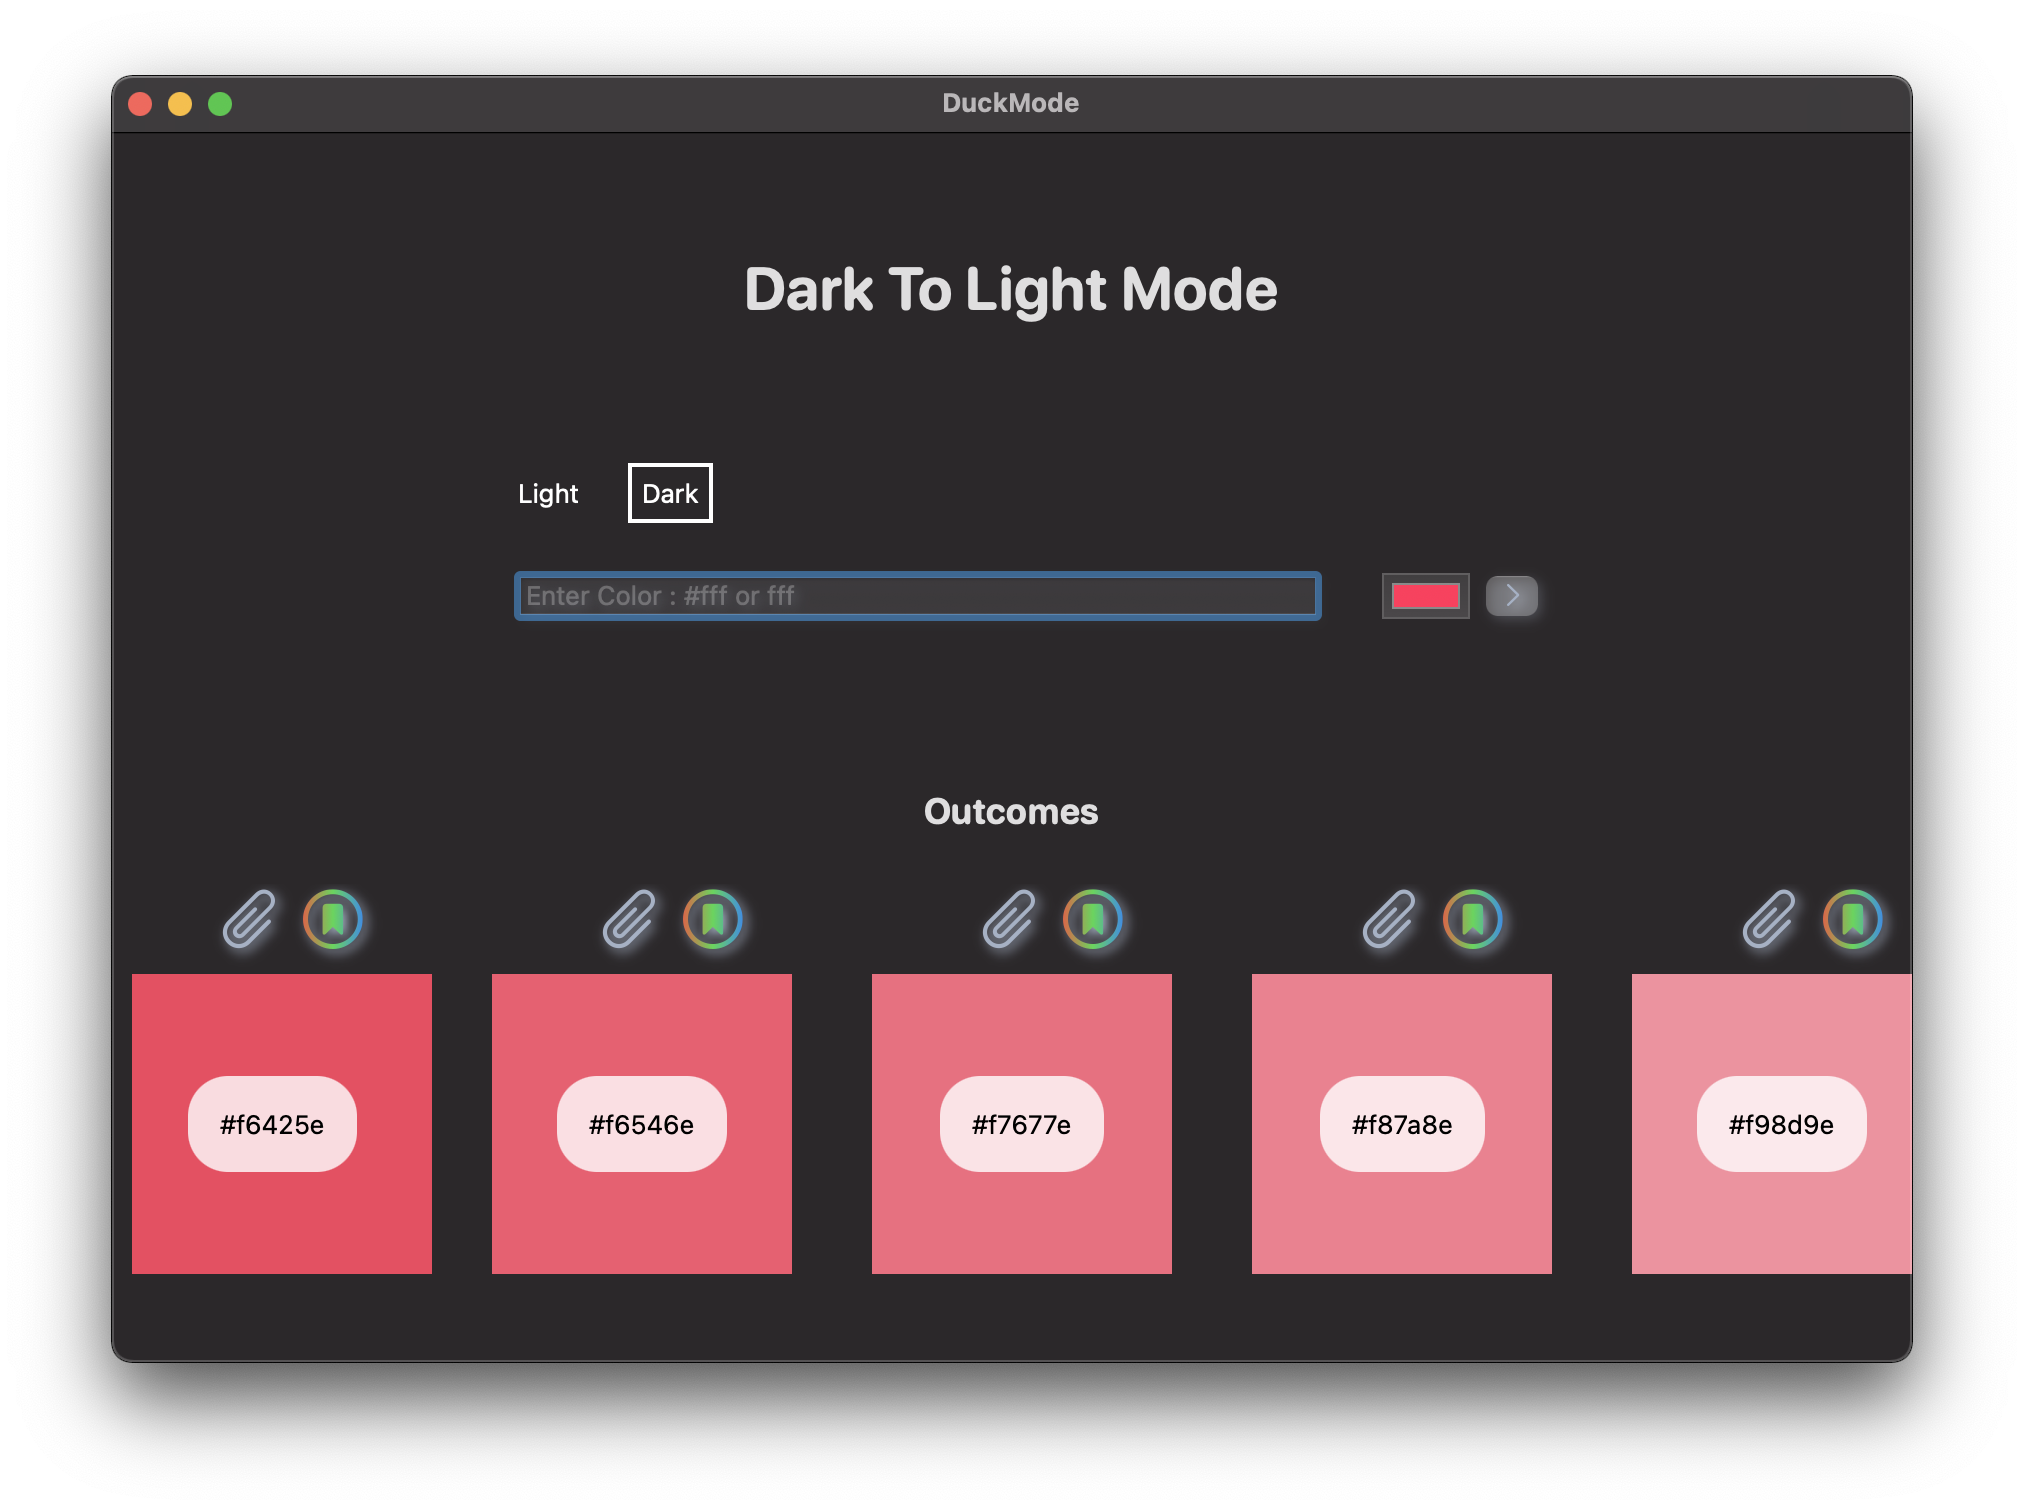 DuckMode
Dark To Light Mode
Light
Dark
Enter Color : #fff or fff
Outcomes
#f6425e
#f6546e
#f7677e
#f87a8e
#f98d9e